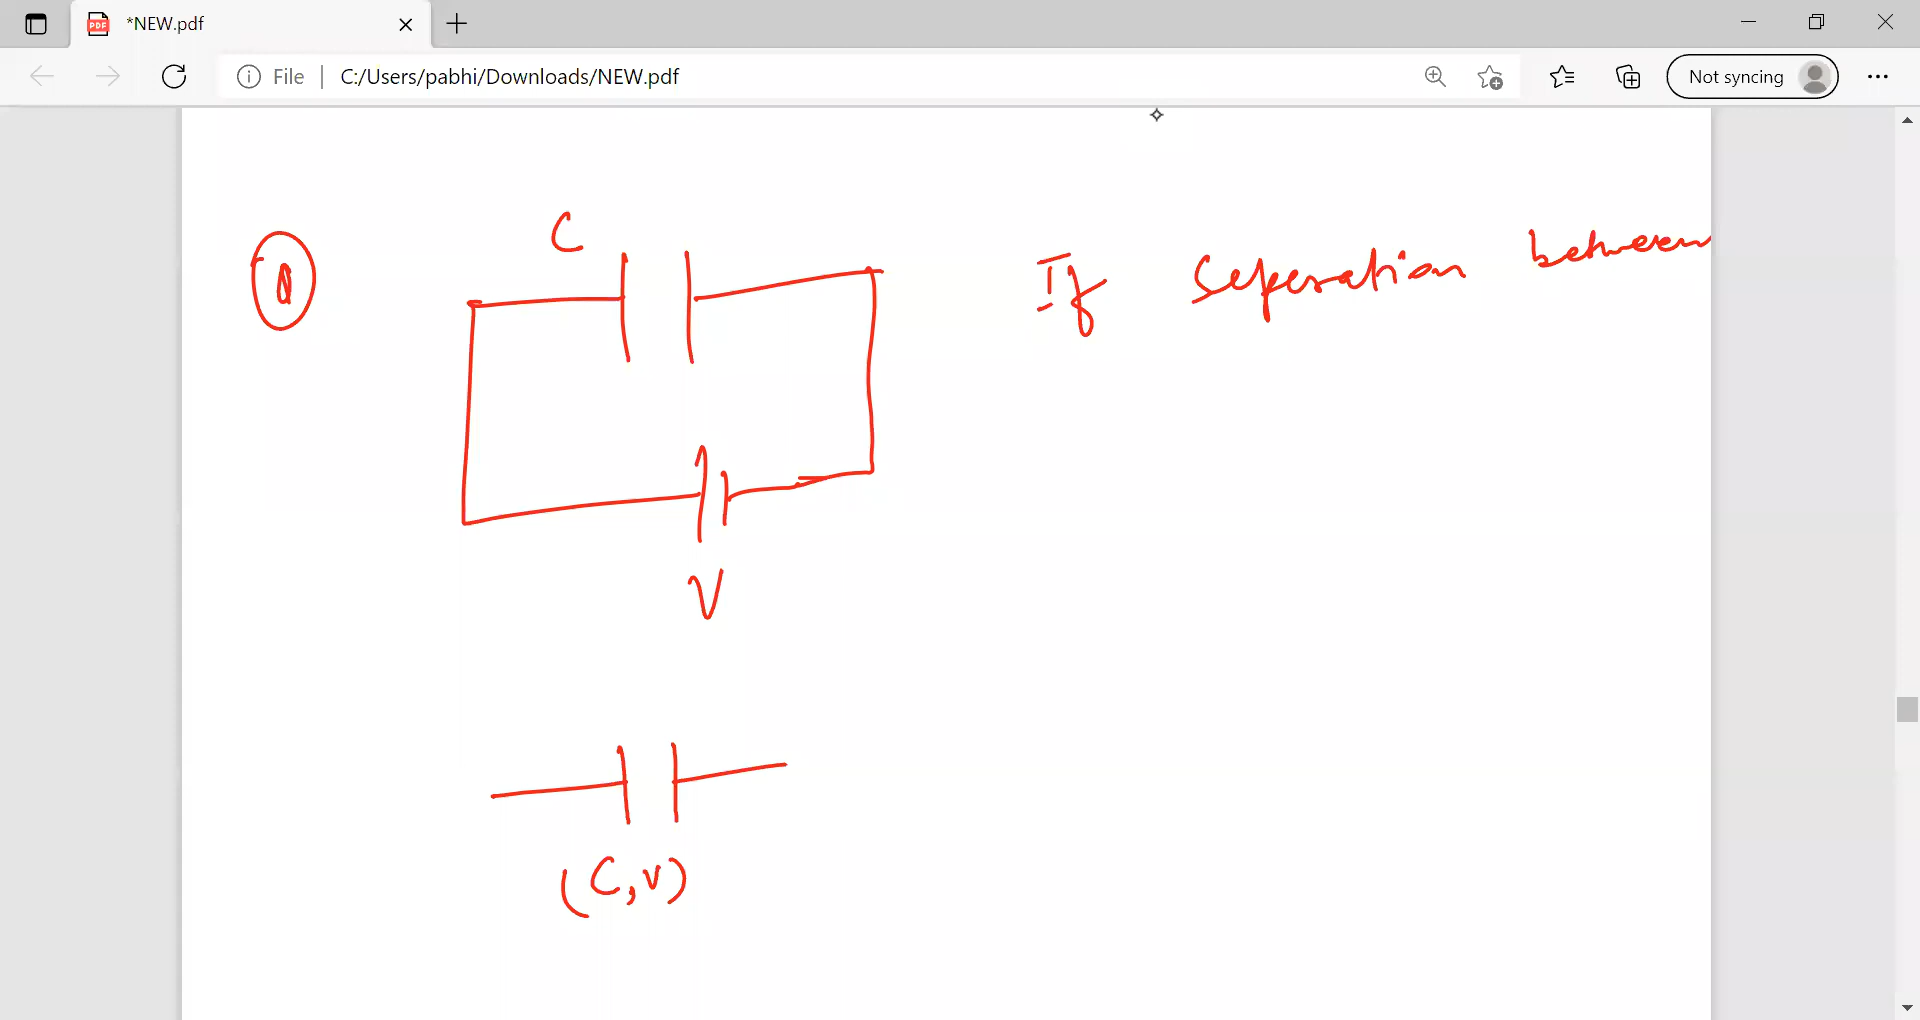 *NEW.pdf
File | C:/Users/pabhi/Downloads/NEW.pdf
Not syncing
C
If seperation between
V
(C,V)